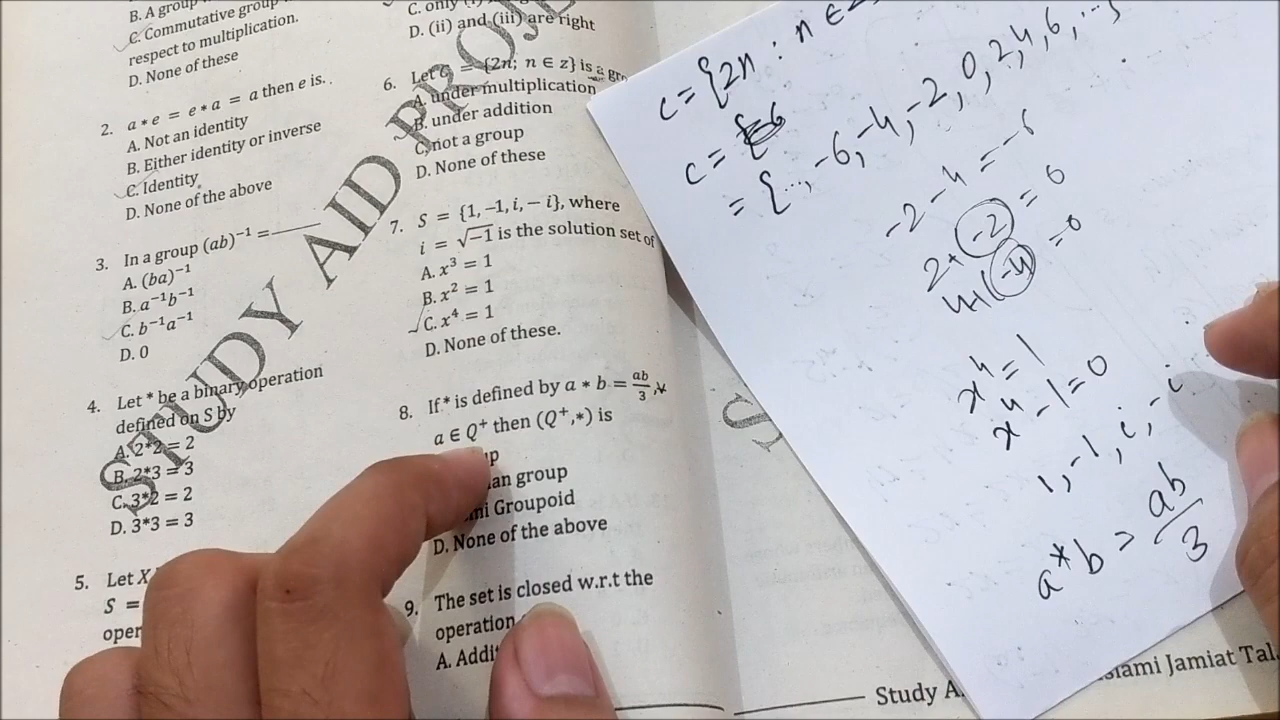 B. A group
C. Commutative group
respect to multiplication.
D. None of these
2. a * e = e * a = a then e is.
A. Not an identity
B. Either identity or inverse
C. Identity
D. None of the above
3. In a group (ab)⁻¹ = ______
A. (ba)⁻¹
B. a⁻¹b⁻¹
C. b⁻¹a⁻¹
D. 0
4. Let * be a binary operation
defined on S by
A. 2*2 = 2
B. 2*3 = 3
C. 3*2 = 2
D. 3*3 = 3
5. Let X
S =
oper
C. only
D. (ii) and (iii) are right
6. Let = {2n; n ∈ z} is a gro
A. under multiplication
B. under addition
C. not a group
D. None of these
7. S = {1, −1, i, − i}, where
i = √−1 is the solution set of
A. x³ = 1
B. x² = 1
C. x⁴ = 1
D. None of these.
8. If * is defined by a * b = ab/3,
a ∈ Q⁺ then (Q⁺,*) is
up
ian group
mi Groupoid
D. None of the above
9. The set is closed w.r.t the
operation
A. Addi
STUDY AID PROJE
S
Study A
slami Jamiat Tal
c = {2n : n ∈
c = {
= {..., -6, -4, -2, 0, 2, 4, 6, ...}
-2 - 4 = -6
2 + (-2) = 0
4 + (-4) = 0
x⁴ = 1
x⁴ - 1 = 0
1, -1, i, -i
a * b = ab/3